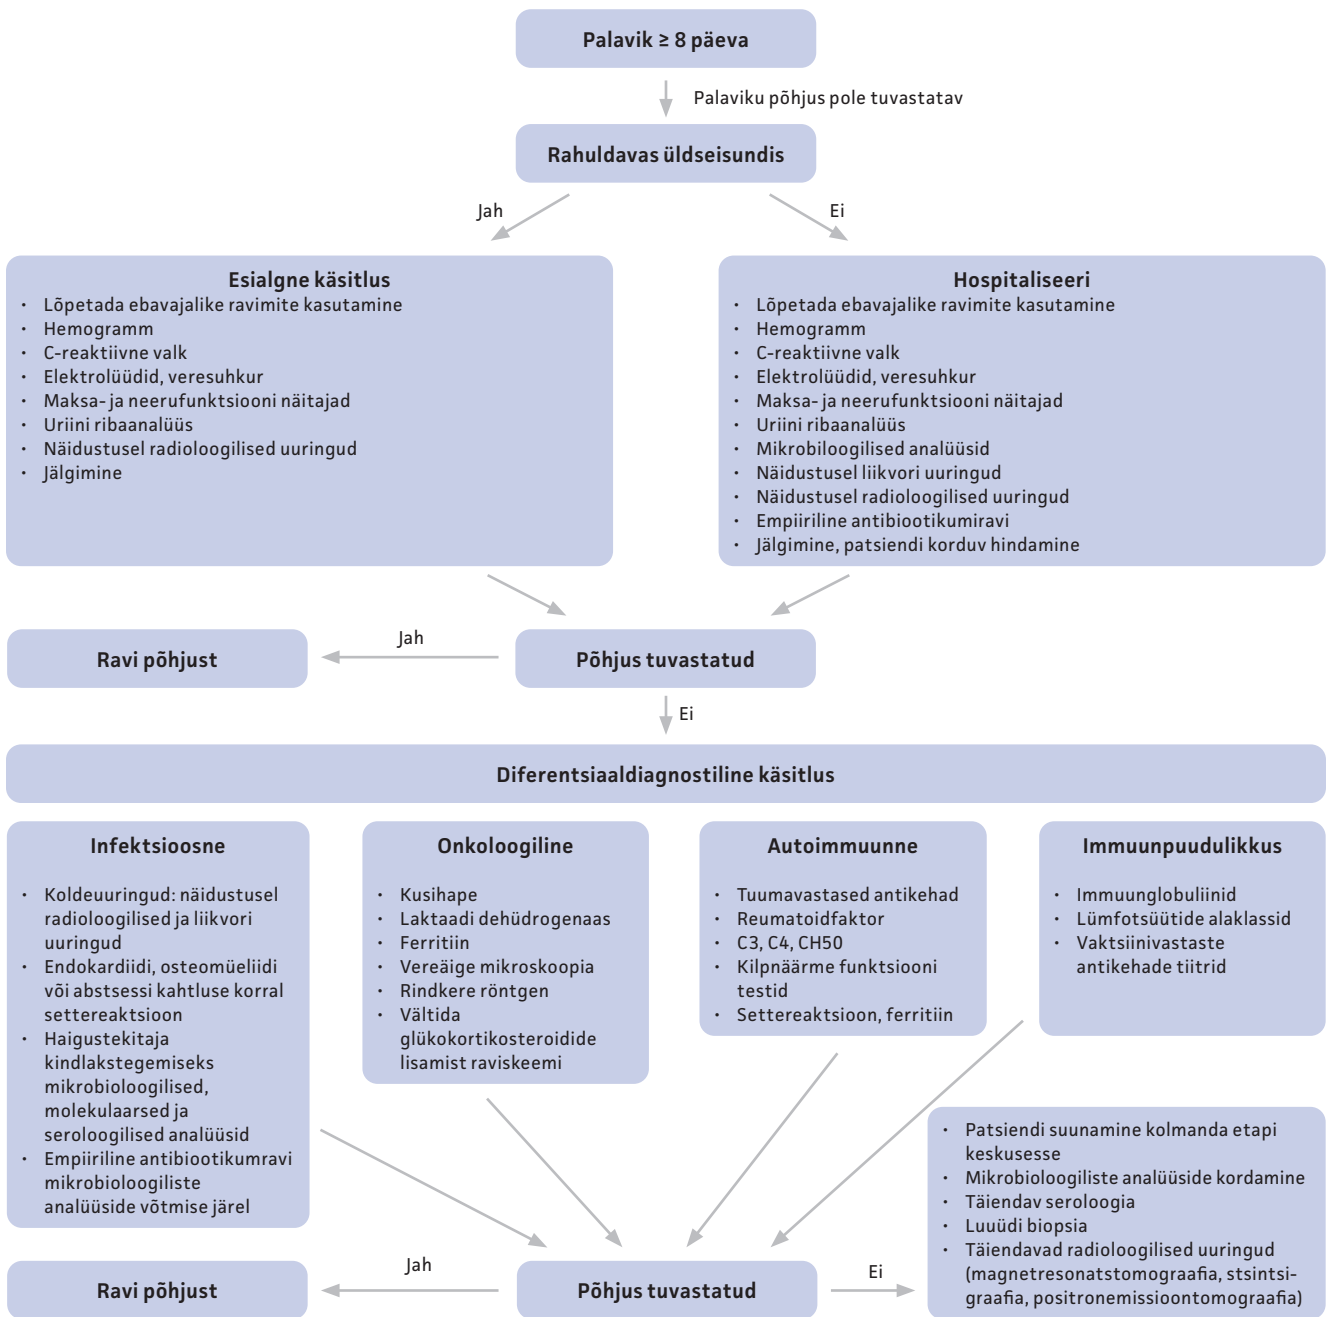 Palavik ≥ 8 päeva
Palaviku põhjus pole tuvastatav
Rahuldavas üldseisundis
Jah
Ei
Esialgne käsitlus
• Lõpetada ebavajalike ravimite kasutamine
• Hemogramm
• C-reaktiivne valk
• Elektrolüüdid, veresuhkur
• Maksa- ja neerufunktsiooni näitajad
• Uriini ribaanalüüs
• Näidustusel radioloogilised uuringud
• Jälgimine
Hospitaliseeri
• Lõpetada ebavajalike ravimite kasutamine
• Hemogramm
• C-reaktiivne valk
• Elektrolüüdid, veresuhkur
• Maksa- ja neerufunktsiooni näitajad
• Uriini ribaanalüüs
• Mikrobiloogilised analüüsid
• Näidustusel liikvori uuringud
• Näidustusel radioloogilised uuringud
• Empiiriline antibiootikumiravi
• Jälgimine, patsiendi korduv hindamine
Ravi põhjust
Jah
Põhjus tuvastatud
Ei
Diferentsiaaldiagnostiline käsitlus
Infektsioosne
• Koldeuuringud: näidustusel
radioloogilised ja liikvori
uuringud
• Endokardiidi, osteomüeliidi
või abstsessi kahtluse korral
settereaktsioon
• Haigustekitaja
kindlakstegemiseks
mikrobioloogilised,
molekulaarsed ja
seroloogilised analüüsid
• Empiiriline antibiootikumravi
mikrobioloogiliste
analüüside võtmise järel
Onkoloogiline
• Kusihape
• Laktaadi dehüdrogenaas
• Ferritiin
• Vereäige mikroskoopia
• Rindkere röntgen
• Vältida
glükokortikosteroidide
lisamist raviskeemi
Autoimmuunne
• Tuumavastased antikehad
• Reumatoidfaktor
• C3, C4, CH50
• Kilpnäärme funktsiooni
testid
• Settereaktsioon, ferritiin
Immuunpuudulikkus
• Immuunglobuliinid
• Lümfotsüütide alaklassid
• Vaktsiinivastaste
antikehade tiitrid
• Patsiendi suunamine kolmanda etapi
keskusesse
• Mikrobioloogiliste analüüside kordamine
• Täiendav seroloogia
• Luuüdi biopsia
• Täiendavad radioloogilised uuringud
(magnetresonatstomograafia, stsintsi-
graafia, positronemissioontomograafia)
Ravi põhjust
Jah
Põhjus tuvastatud
Ei